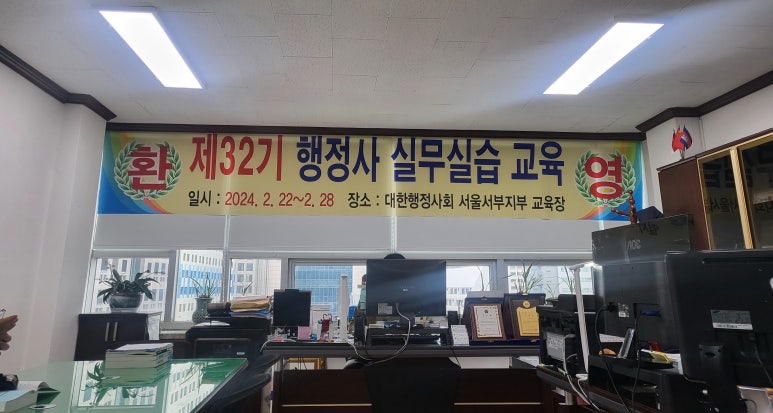 환 제32기 행정사 실무실습 교육 영
일시 : 2024. 2. 22~2. 28 장소 : 대한행정사회 서울서부지부 교육장